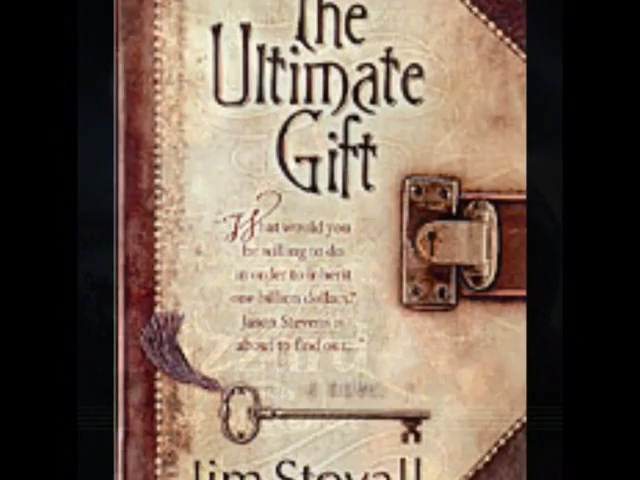 The
Ultimate
Gift
"What would you
be willing to do
in order to inherit
one billion dollars?
Jason Stevens is
about to find out..."
a novel
Jim Stovall